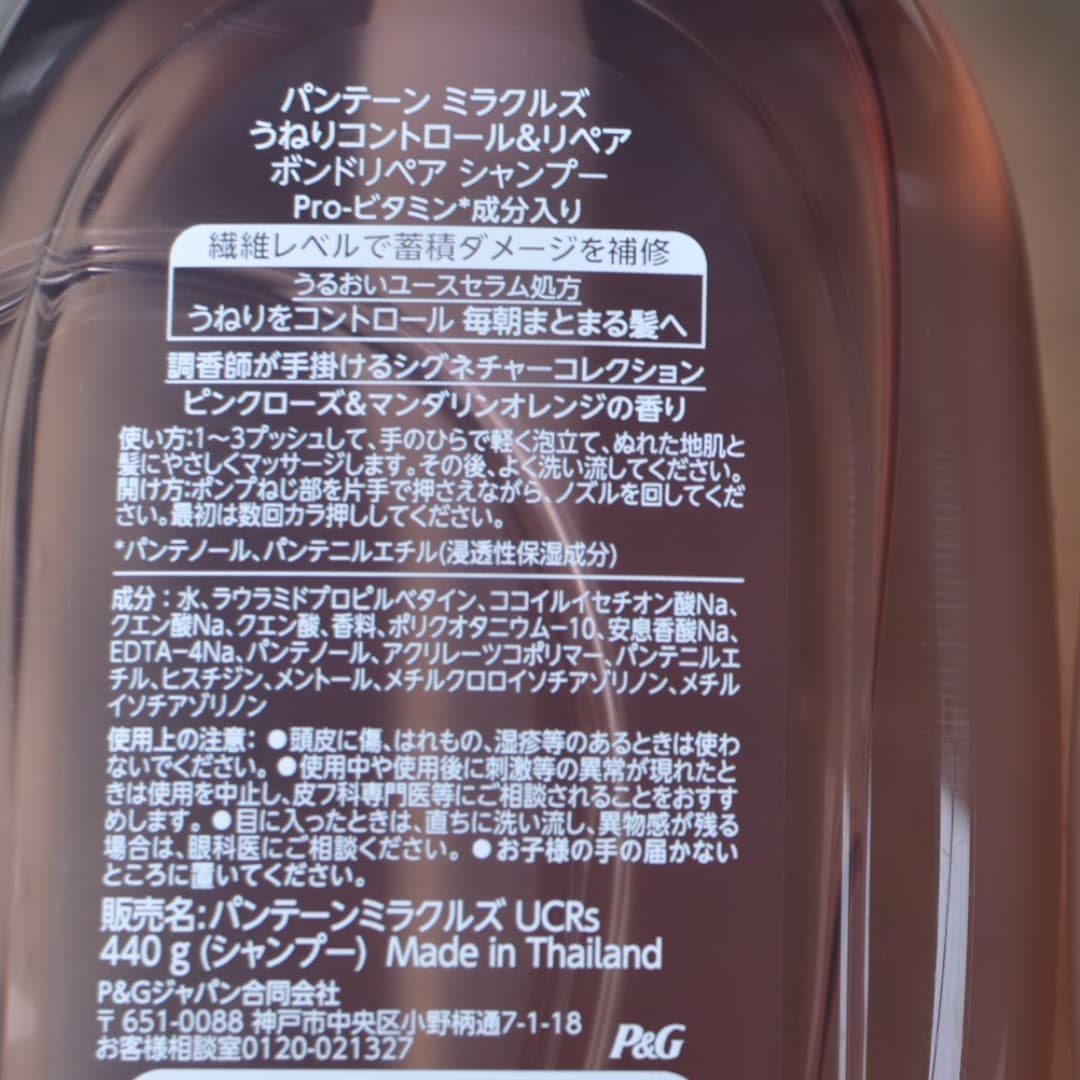 パンテーン ミラクルズ
うねりコントロール&リペア
ボンドリペア シャンプー
Pro-ビタミン*成分入り
繊維レベルで蓄積ダメージを補修
うるおいユースセラム処方
うねりをコントロール 毎朝まとまる髪へ
調香師が手掛けるシグネチャーコレクション
ピンクローズ&マンダリンオレンジの香り
使い方:1〜3プッシュして、手のひらで軽く泡立て、ぬれた地肌と
髪にやさしくマッサージします。その後、よく洗い流してください。
開け方:ポンプねじ部を片手で押さえながら、ノズルを回してくだ
さい。最初は数回カラ押ししてください。
*パンテノール、パンテニルエチル(浸透性保湿成分)
成分：水、ラウラミドプロピルベタイン、ココイルイセチオン酸Na、
クエン酸Na、クエン酸、香料、ポリクオタニウム-10、安息香酸Na、
EDTA-4Na、パンテノール、アクリレーツコポリマー、パンテニルエ
チル、ヒスチジン、メントール、メチルクロロイソチアゾリノン、メチル
イソチアゾリノン
使用上の注意：●頭皮に傷、はれもの、湿疹等のあるときは使わ
ないでください。●使用中や使用後に刺激等の異常が現れたと
きは使用を中止し、皮フ科専門医等にご相談されることをおすす
めします。●目に入ったときは、直ちに洗い流し、異物感が残る
場合は、眼科医にご相談ください。●お子様の手の届かない
ところに置いてください。
販売名:パンテーンミラクルズ UCRs
440 g (シャンプー) Made in Thailand
P&Gジャパン合同会社
〒651-0088 神戸市中央区小野柄通7-1-18
お客様相談室0120-021327
P&G